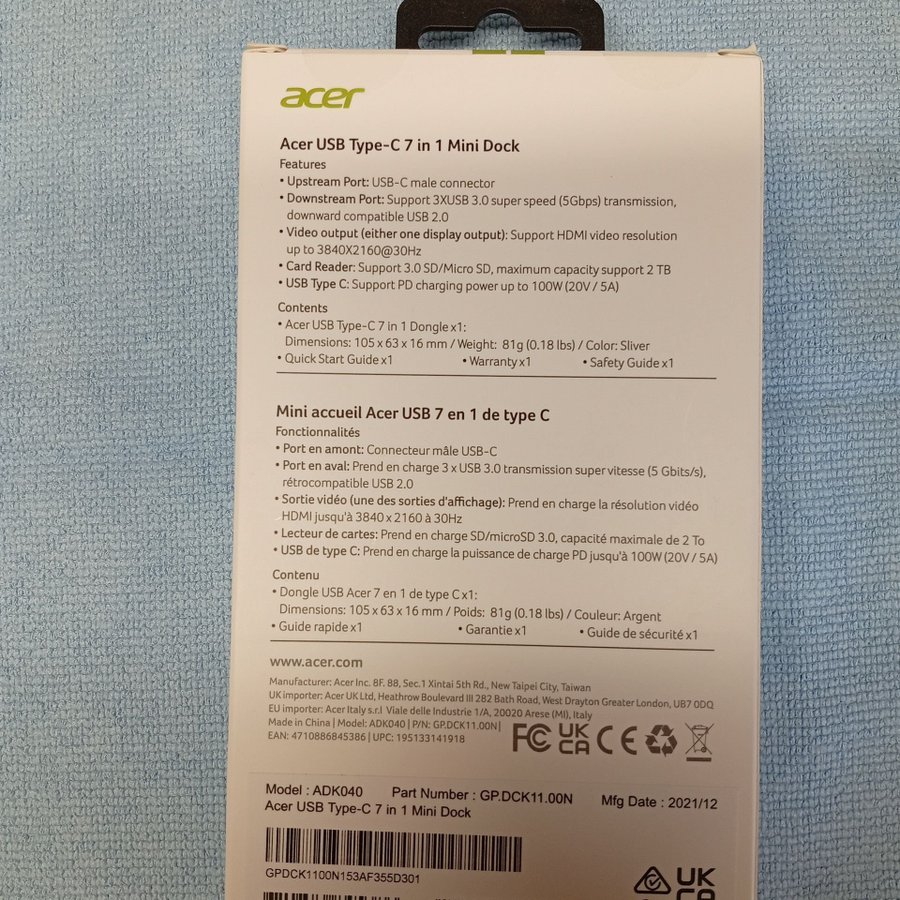 acer
Acer USB Type-C 7 in 1 Mini Dock
Features
• Upstream Port: USB-C male connector
• Downstream Port: Support 3XUSB 3.0 super speed (5Gbps) transmission,
downward compatible USB 2.0
• Video output (either one display output): Support HDMI video resolution
up to 3840X2160@30Hz
• Card Reader: Support 3.0 SD/Micro SD, maximum capacity support 2 TB
• USB Type C: Support PD charging power up to 100W (20V / 5A)
Contents
• Acer USB Type-C 7 in 1 Dongle x1:
Dimensions: 105 x 63 x 16 mm / Weight: 81g (0.18 lbs) / Color: Sliver
• Quick Start Guide x1 • Warranty x1 • Safety Guide x1
Mini accueil Acer USB 7 en 1 de type C
Fonctionnalités
• Port en amont: Connecteur mâle USB-C
• Port en aval: Prend en charge 3 x USB 3.0 transmission super vitesse (5 Gbits/s),
rétrocompatible USB 2.0
• Sortie vidéo (une des sorties d'affichage): Prend en charge la résolution vidéo
HDMI jusqu'à 3840 x 2160 à 30Hz
• Lecteur de cartes: Prend en charge SD/microSD 3.0, capacité maximale de 2 To
• USB de type C: Prend en charge la puissance de charge PD jusqu'à 100W (20V / 5A)
Contenu
• Dongle USB Acer 7 en 1 de type C x1:
Dimensions: 105 x 63 x 16 mm / Poids: 81g (0.18 lbs) / Couleur: Argent
• Guide rapide x1 • Garantie x1 • Guide de sécurité x1
www.acer.com
Manufacturer: Acer Inc. 8F. 88, Sec.1 Xintai 5th Rd., New Taipei City, Taiwan
UK importer: Acer UK Ltd, Heathrow Boulevard III 282 Bath Road, West Drayton Greater London, UB7 0DQ
EU importer: Acer Italy s.r.l Viale delle Industrie 1/A, 20020 Arese (MI), Italy
Made in China | Model: ADK040 | P/N: GP.DCK11.00N |
EAN: 4710886845386 | UPC: 195133141918
FC UK CA CE
Model : ADK040 Part Number : GP.DCK11.00N Mfg Date : 2021/12
Acer USB Type-C 7 in 1 Mini Dock
GPDCK1100N153AF355D301
UK
CA